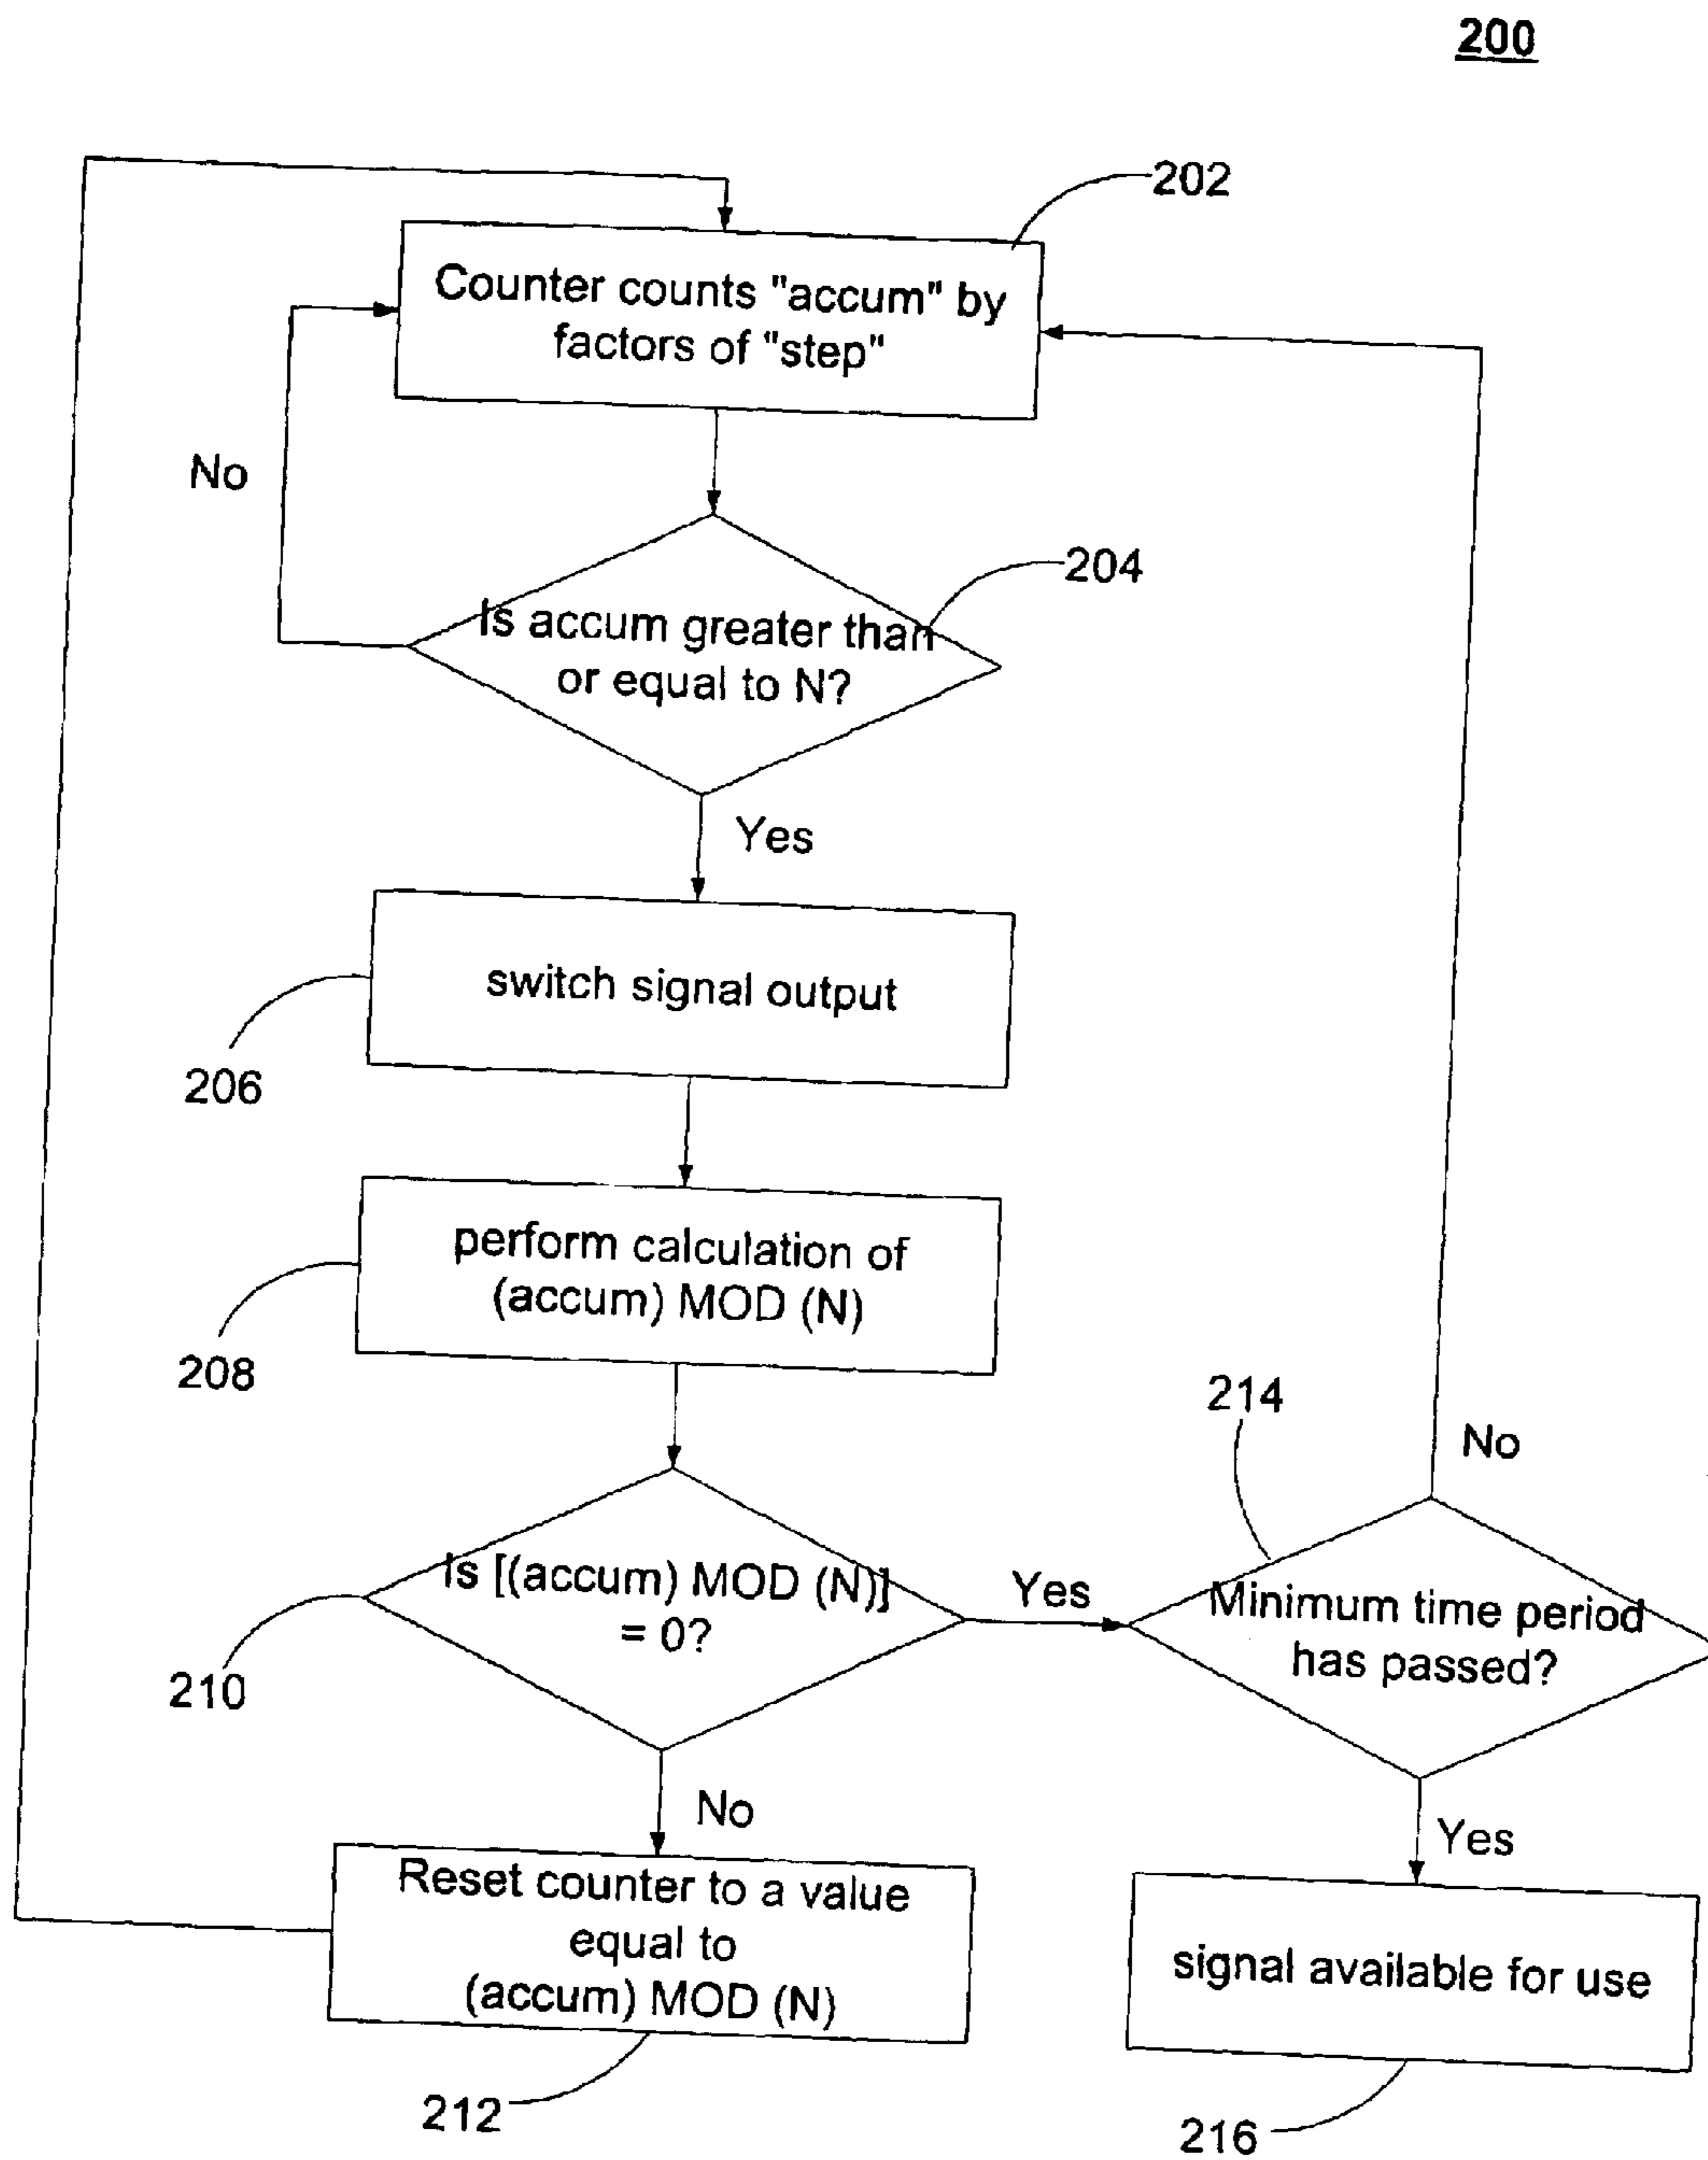 200
202
Counter counts "accum" by
factors of "step"
No
204
Is accum greater than
or equal to N?
Yes
switch signal output
206
perform calculation of
(accum) MOD (N)
208
214
No
Is [(accum) MOD (N)]
= 0?
Yes
Minimum time period
has passed?
210
No
Yes
Reset counter to a value
equal to
(accum) MOD (N)
signal available for use
212
216